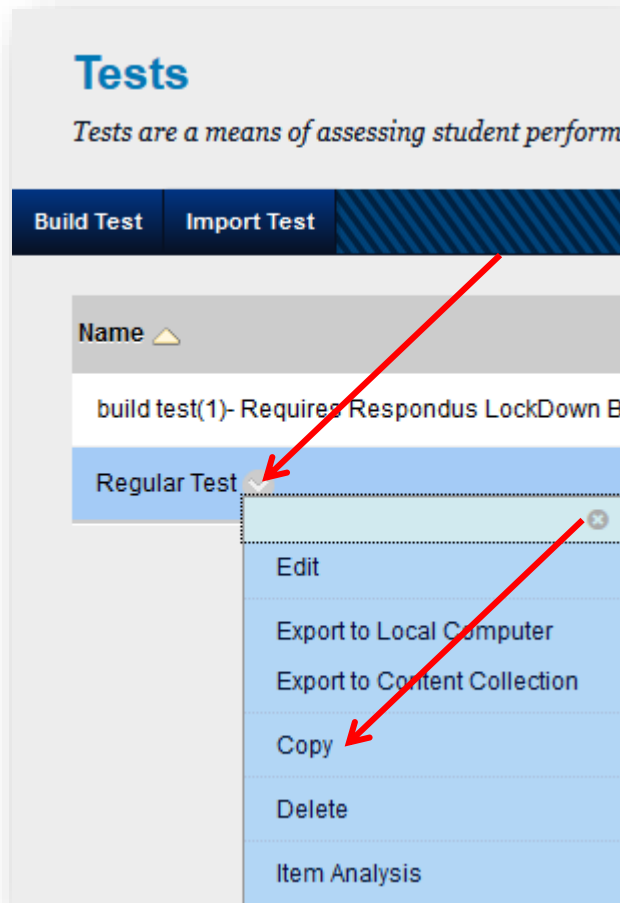 Tests
Tests are a means of assessing student perform
Build Test Import Test
Name
build test(1)- Requires Respondus LockDown B
Regular Test
Edit
Export to Local Computer
Export to Content Collection
Copy
Delete
Item Analysis